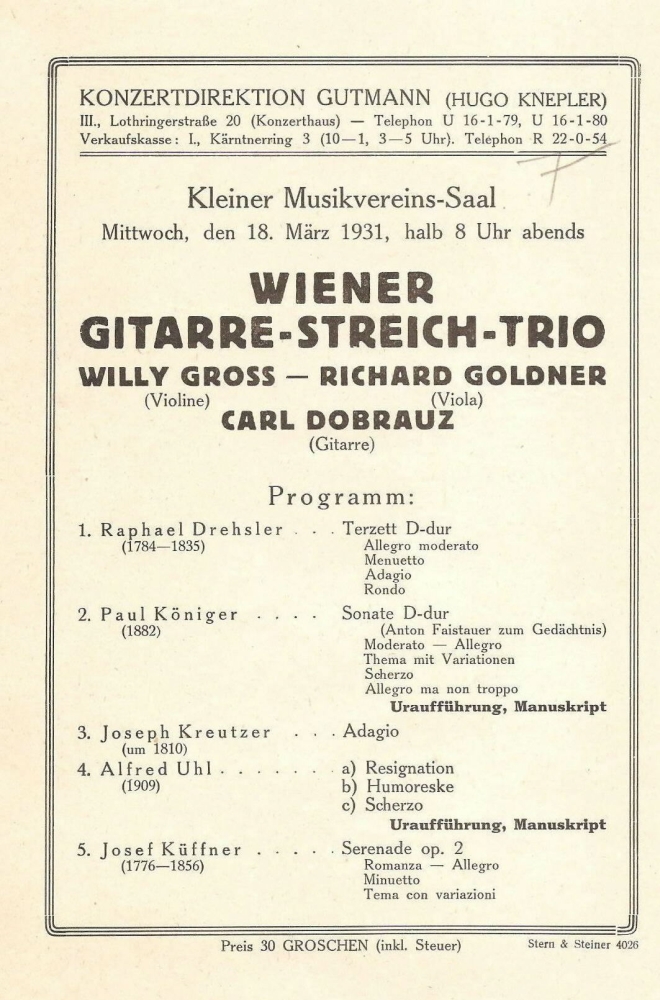 KONZERTDIREKTION GUTMANN (HUGO KNEPLER)
III., Lothringerstraße 20 (Konzerthaus) — Telephon U 16-1-79, U 16-1-80
Verkaufskasse: I., Kärntnerring 3 (10—1, 3—5 Uhr). Telephon R 22-0-54
Kleiner Musikvereins-Saal
Mittwoch, den 18. März 1931, halb 8 Uhr abends
WIENER
GITARRE-STREICH-TRIO
WILLY GROSS — RICHARD GOLDNER
(Violine) (Viola)
CARL DOBRAUZ
(Gitarre)
Programm:
1. Raphael Drehsler . . . Terzett D-dur
(1784—1835) Allegro moderato
Menuetto
Adagio
Rondo
2. Paul Königer . . . . Sonate D-dur
(1882) (Anton Faistauer zum Gedächtnis)
Moderato — Allegro
Thema mit Variationen
Scherzo
Allegro ma non troppo
Uraufführung, Manuskript
3. Joseph Kreutzer . . . Adagio
(um 1810)
4. Alfred Uhl . . . . . . . a) Resignation
(1909) b) Humoreske
c) Scherzo
Uraufführung, Manuskript
5. Josef Küffner . . . . . Serenade op. 2
(1776—1856) Romanza — Allegro
Minuetto
Tema con variazioni
Preis 30 GROSCHEN (inkl. Steuer) Stern & Steiner 4026